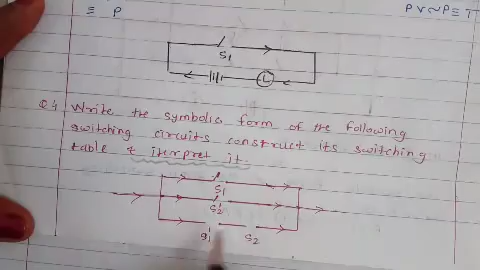 ≡ P
P V ~P ≡ T
S₁
L
Q.4 Write the symbolic form of the following
switching circuits construct its switching
table & iterpret it.
S₁
S₂'
S₁' S₂